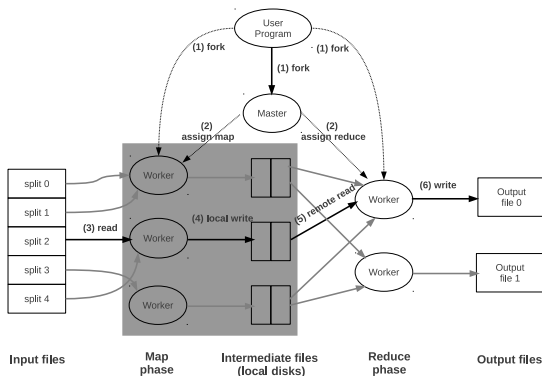 User
Program
(1) fork
(1) fork
(1) fork
Master
(2)
assign map
(2)
assign reduce
split 0
split 1
split 2
split 3
split 4
(3) read
Worker
Worker
Worker
(4) local write
(5) remote read
Worker
Worker
(6) write
Output
file 0
Output
file 1
Input files
Map
phase
Intermediate files
(local disks)
Reduce
phase
Output files